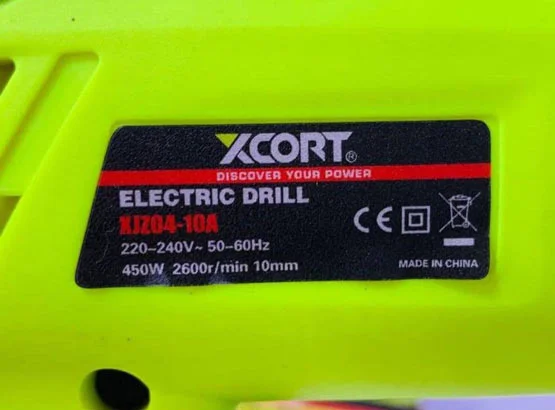 XCORT®
DISCOVER YOUR POWER
ELECTRIC DRILL
XJZ04-10A
220-240V~ 50-60Hz
450W 2600r/min 10mm
CE
MADE IN CHINA